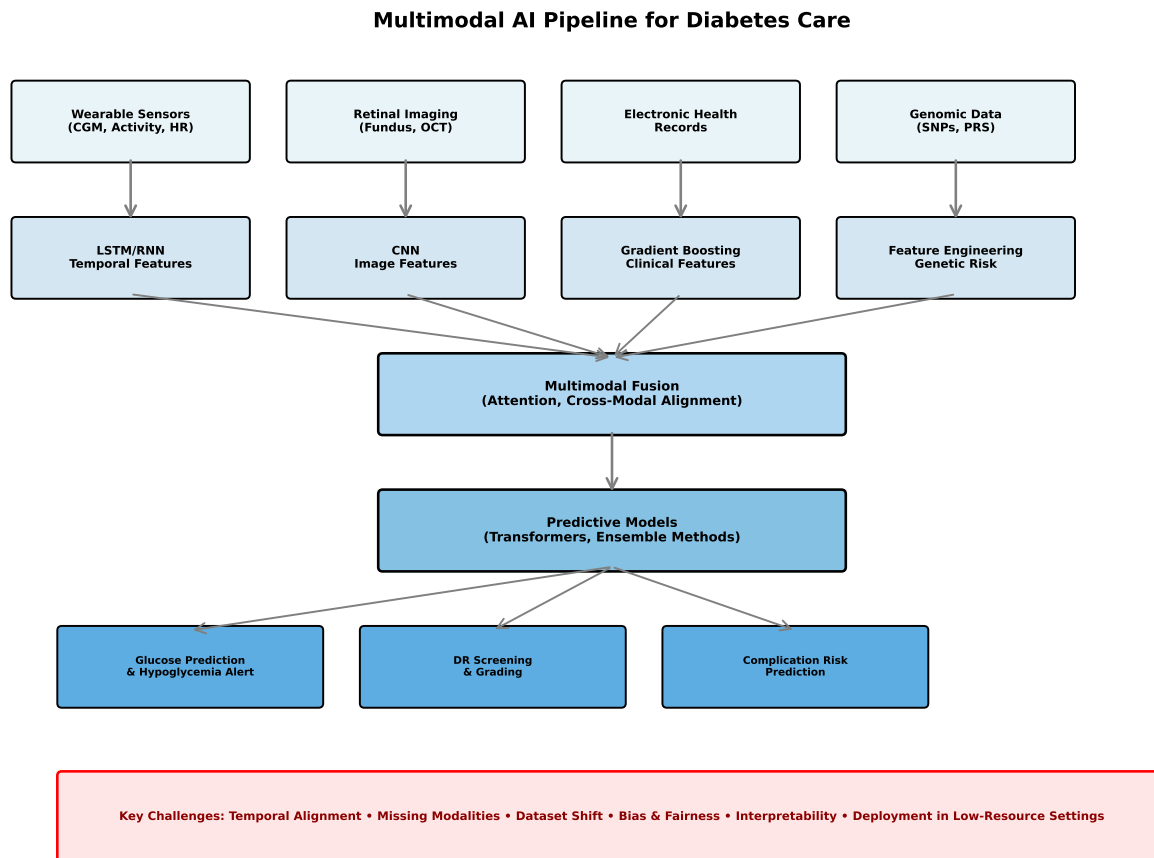 Multimodal AI Pipeline for Diabetes Care
Wearable Sensors
(CGM, Activity, HR)
Retinal Imaging
(Fundus, OCT)
Electronic Health
Records
Genomic Data
(SNPs, PRS)
LSTM/RNN
Temporal Features
CNN
Image Features
Gradient Boosting
Clinical Features
Feature Engineering
Genetic Risk
Multimodal Fusion
(Attention, Cross-Modal Alignment)
Predictive Models
(Transformers, Ensemble Methods)
Glucose Prediction
& Hypoglycemia Alert
DR Screening
& Grading
Complication Risk
Prediction
Key Challenges: Temporal Alignment • Missing Modalities • Dataset Shift • Bias & Fairness • Interpretability • Deployment in Low-Resource Settings